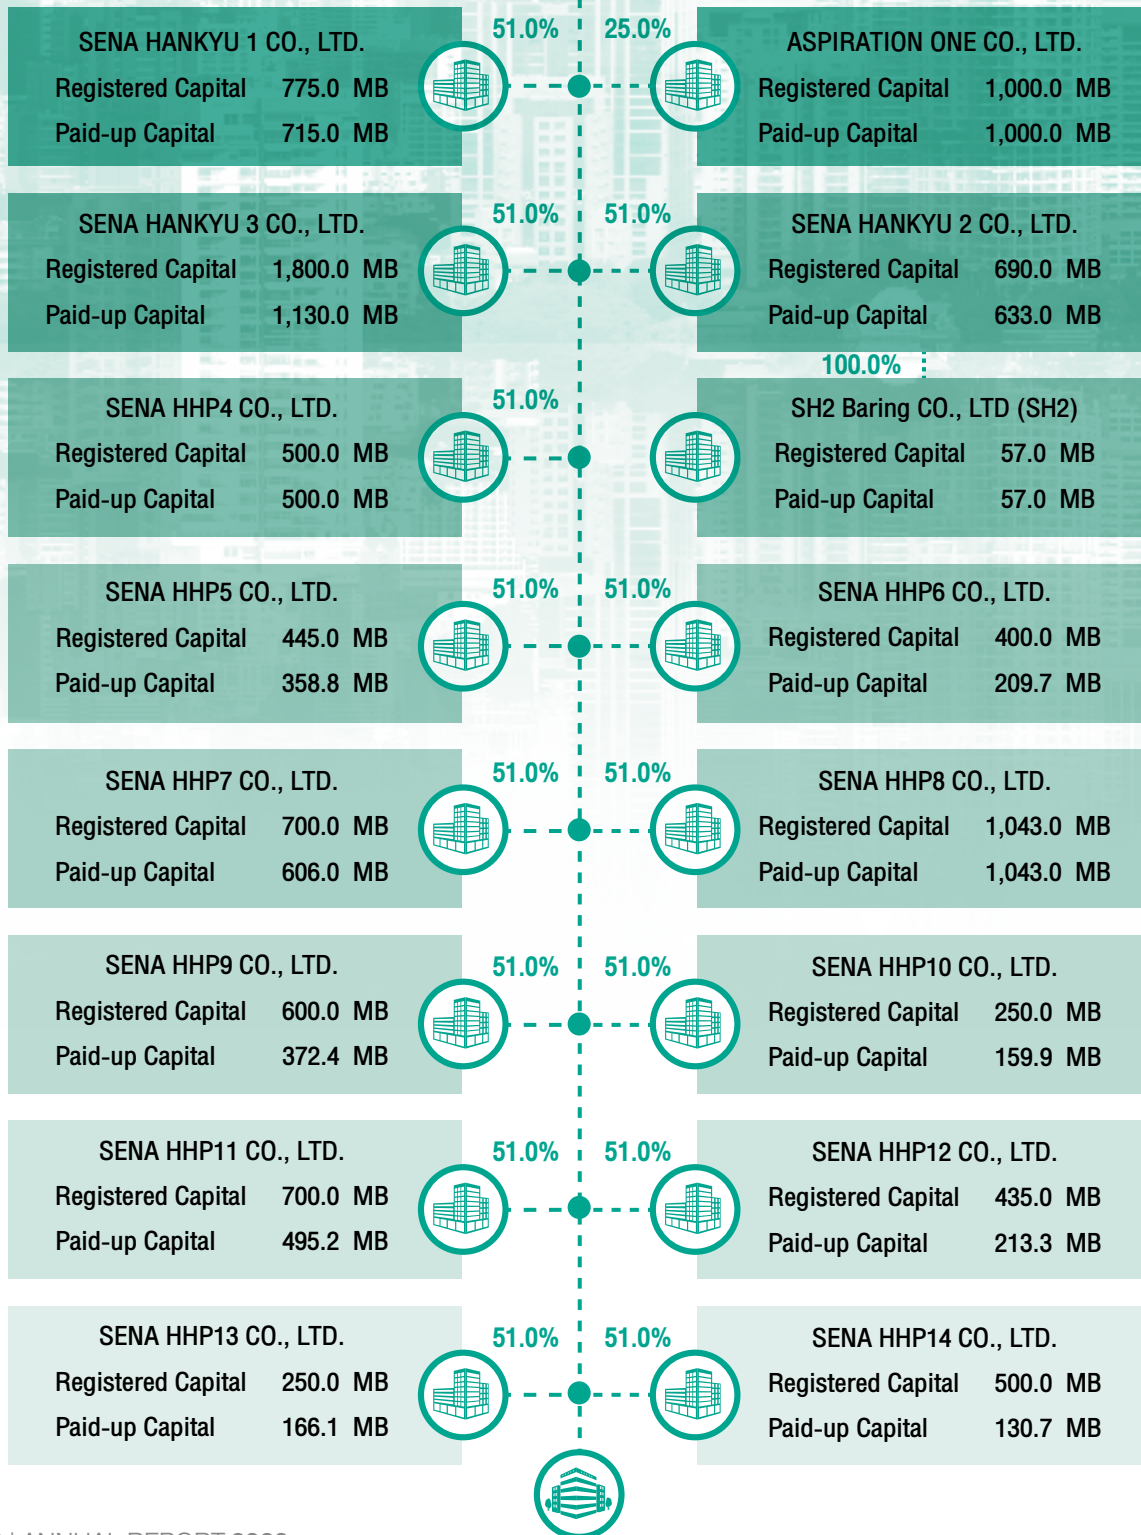 51.0% 25.0%
SENA HANKYU 1 CO., LTD.
Registered Capital 775.0 MB
Paid-up Capital 715.0 MB
ASPIRATION ONE CO., LTD.
Registered Capital 1,000.0 MB
Paid-up Capital 1,000.0 MB
51.0% 51.0%
SENA HANKYU 3 CO., LTD.
Registered Capital 1,800.0 MB
Paid-up Capital 1,130.0 MB
SENA HANKYU 2 CO., LTD.
Registered Capital 690.0 MB
Paid-up Capital 633.0 MB
100.0%
51.0%
SENA HHP4 CO., LTD.
Registered Capital 500.0 MB
Paid-up Capital 500.0 MB
SH2 Baring CO., LTD (SH2)
Registered Capital 57.0 MB
Paid-up Capital 57.0 MB
51.0% 51.0%
SENA HHP5 CO., LTD.
Registered Capital 445.0 MB
Paid-up Capital 358.8 MB
SENA HHP6 CO., LTD.
Registered Capital 400.0 MB
Paid-up Capital 209.7 MB
51.0% 51.0%
SENA HHP7 CO., LTD.
Registered Capital 700.0 MB
Paid-up Capital 606.0 MB
SENA HHP8 CO., LTD.
Registered Capital 1,043.0 MB
Paid-up Capital 1,043.0 MB
51.0% 51.0%
SENA HHP9 CO., LTD.
Registered Capital 600.0 MB
Paid-up Capital 372.4 MB
SENA HHP10 CO., LTD.
Registered Capital 250.0 MB
Paid-up Capital 159.9 MB
51.0% 51.0%
SENA HHP11 CO., LTD.
Registered Capital 700.0 MB
Paid-up Capital 495.2 MB
SENA HHP12 CO., LTD.
Registered Capital 435.0 MB
Paid-up Capital 213.3 MB
51.0% 51.0%
SENA HHP13 CO., LTD.
Registered Capital 250.0 MB
Paid-up Capital 166.1 MB
SENA HHP14 CO., LTD.
Registered Capital 500.0 MB
Paid-up Capital 130.7 MB
ANNUAL REPORT